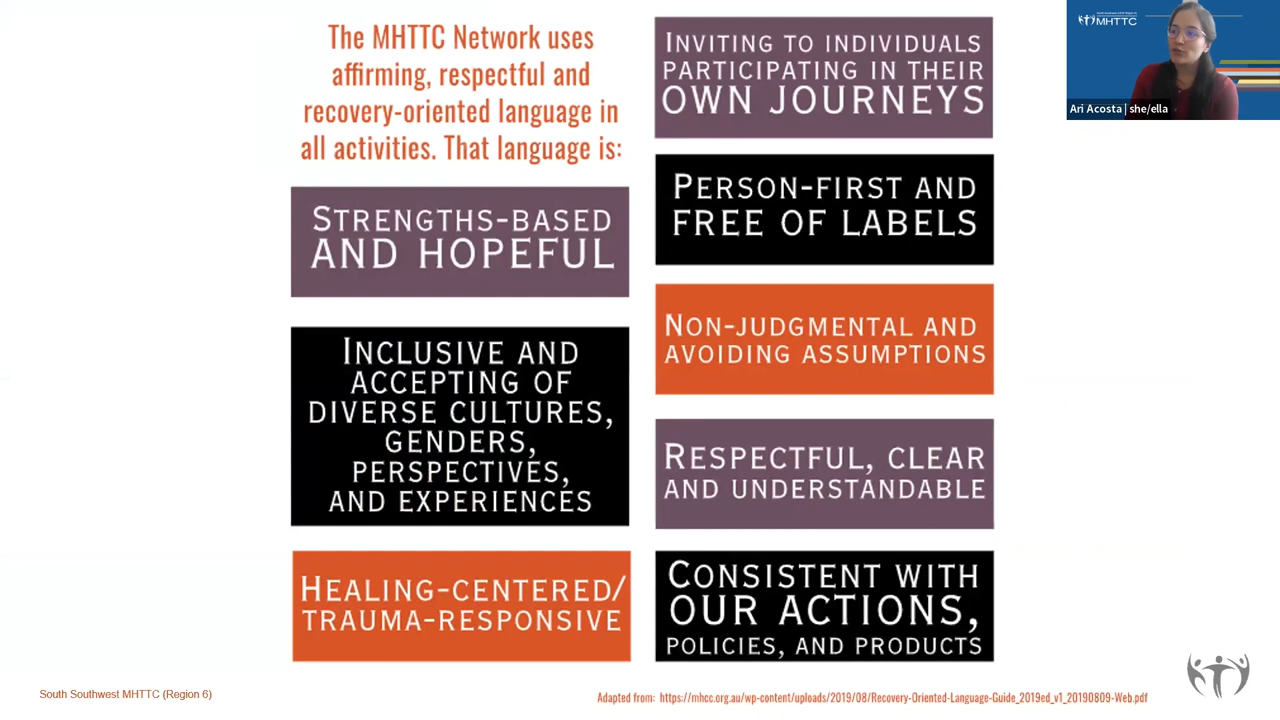 The MHTTC Network uses
affirming, respectful and
recovery-oriented language in
all activities. That language is:
STRENGTHS-BASED
AND HOPEFUL
INCLUSIVE AND
ACCEPTING OF
DIVERSE CULTURES,
GENDERS,
PERSPECTIVES,
AND EXPERIENCES
HEALING-CENTERED/
TRAUMA-RESPONSIVE
INVITING TO INDIVIDUALS
PARTICIPATING IN THEIR
OWN JOURNEYS
PERSON-FIRST AND
FREE OF LABELS
NON-JUDGMENTAL AND
AVOIDING ASSUMPTIONS
RESPECTFUL, CLEAR
AND UNDERSTANDABLE
CONSISTENT WITH
OUR ACTIONS,
POLICIES, AND PRODUCTS
MHTTC
Ari Acosta | she/ella
South Southwest MHTTC (Region 6)
Adapted from: https://mhcc.org.au/wp-content/uploads/2019/08/Recovery-Oriented-Language-Guide_2019ed_v1_20190809-Web.pdf